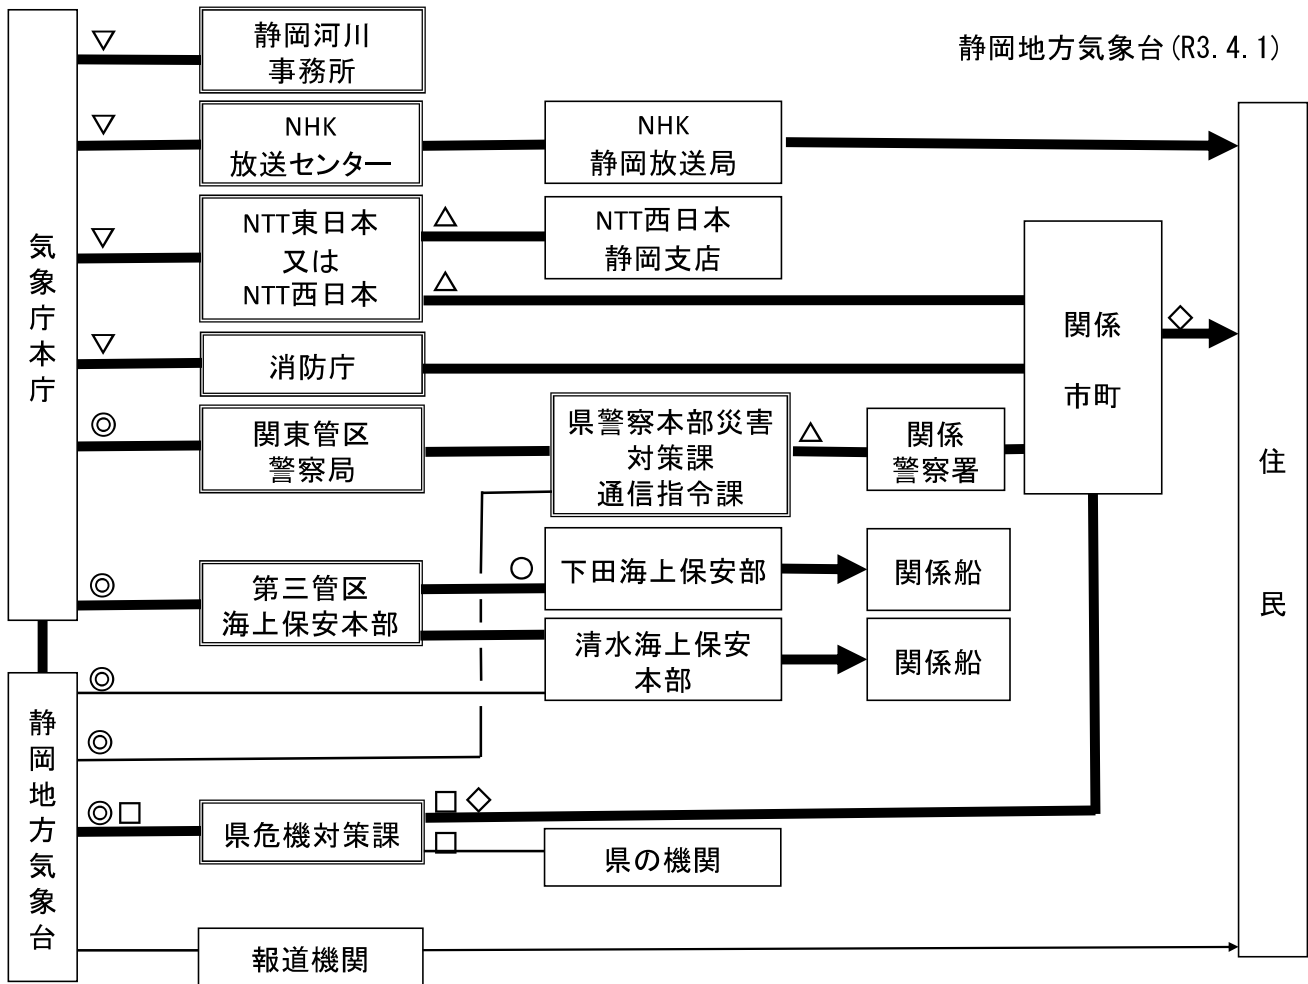 静岡地方気象台(R3.4.1)
気象庁本庁
静岡地方気象台
静岡河川
事務所
NHK
放送センター
NHK
静岡放送局
NTT東日本
又は
NTT西日本
NTT西日本
静岡支店
消防庁
関東管区
警察局
県警察本部災害
対策課
通信指令課
関係
警察署
関係
市町
第三管区
海上保安本部
下田海上保安部
関係船
清水海上保安
本部
関係船
県危機対策課
県の機関
報道機関
住民